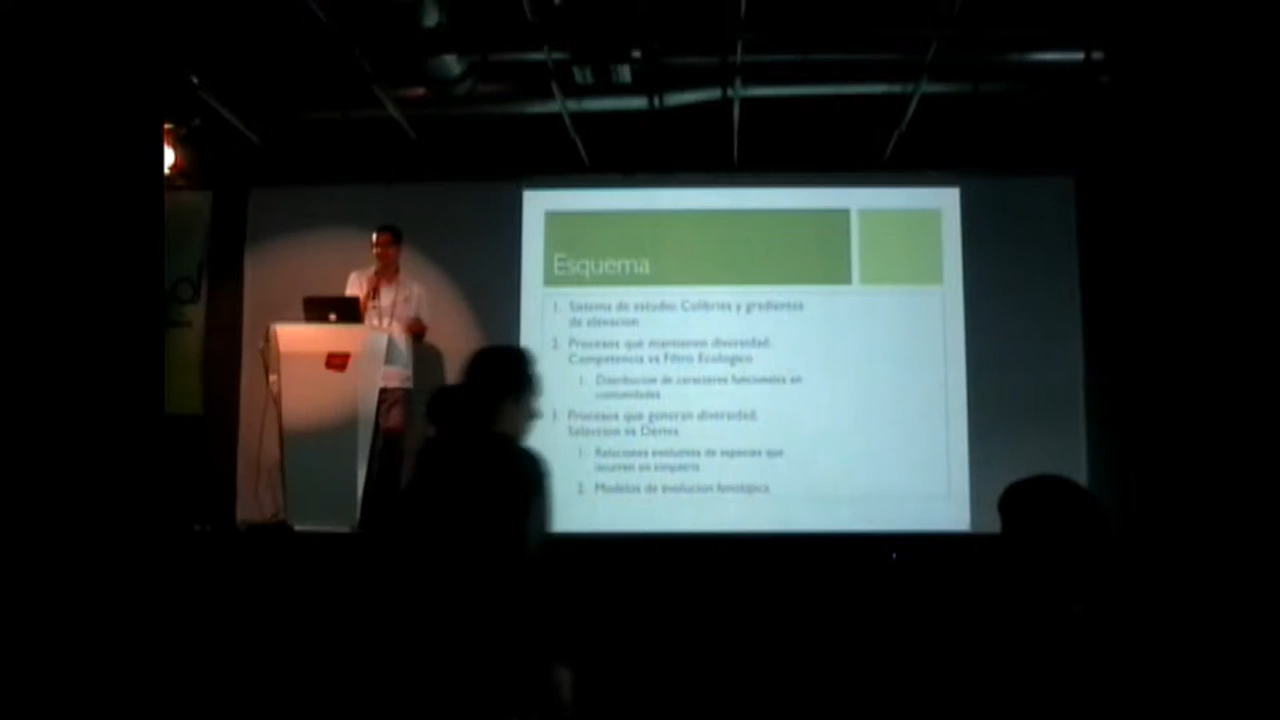 Esquema
1. Sistema de estudio: Colibries y gradientes
de elevacion
2. Procesos que mantienen diversidad:
Competencia vs Filtro Ecologico
1. Distribucion de caracteres funcionales en
comunidades
3. Procesos que generan diversidad:
Seleccion vs Deriva
1. Relaciones evolutivas de especies que
ocurren en simpatria
2. Modelos de evolucion fenotipica